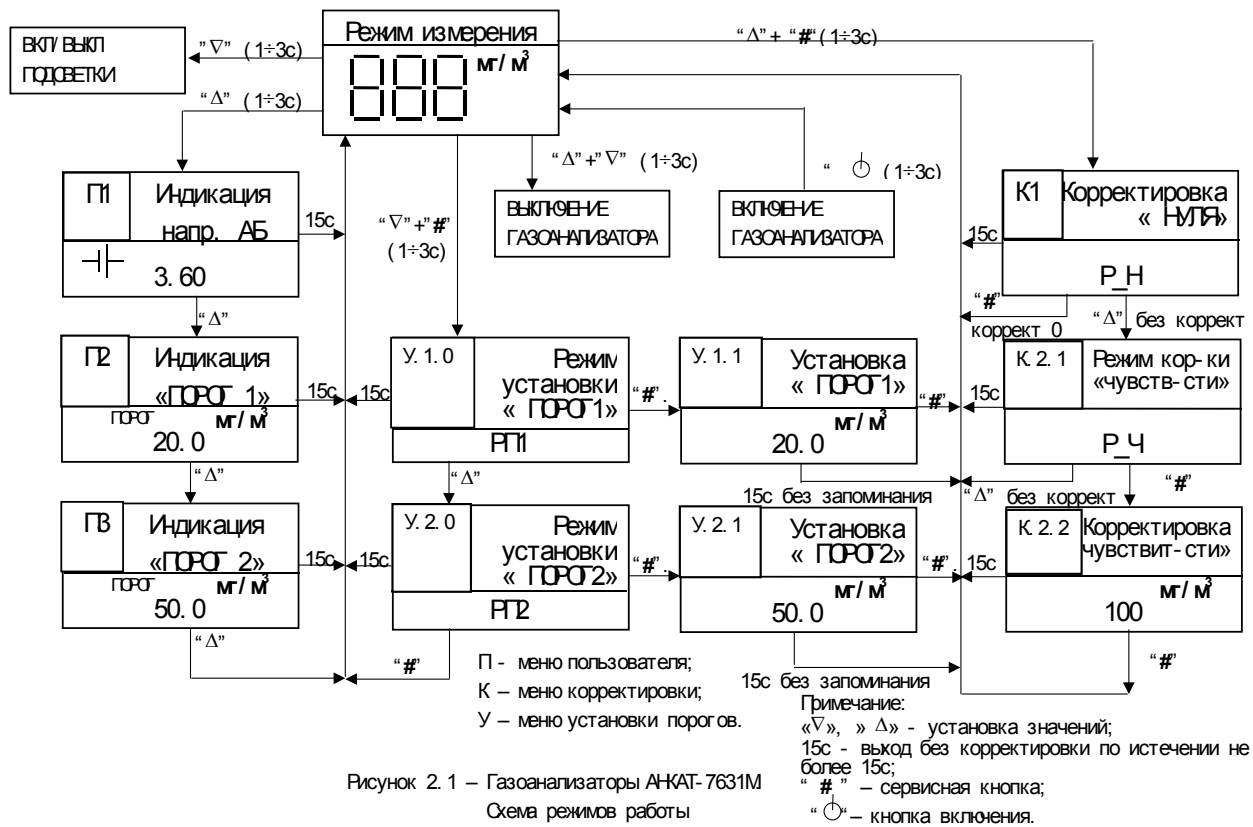 Режим измерения
мг/м³
ВКЛ/ВЫКЛ
ПОДСВЕТКИ
"∇" (1÷3с)
"Δ" (1÷3с)
"Δ"+"#"(1÷3с)
"Δ"+"∇" (1÷3с)
" (1÷3с)
"∇"+"#"
(1÷3с)
ВЫКЛЮЧЕНИЕ
ГАЗОАНАЛИЗАТОРА
ВКЛЮЧЕНИЕ
ГАЗОАНАЛИЗАТОРА
П1
Индикация
напр. АБ
3.60
15с
"Δ"
К1
Корректировка
« НУЛЯ»
Р_Н
15с
"#"
коррект 0
"Δ" без коррект
П2
Индикация
«ПОРОГ 1»
ПОРОГ
мг/м³
20.0
15с
"Δ"
У.1.0
Режим
установки
« ПОРОГ1»
РП1
15с
"#".
"Δ"
У.1.1
Установка
« ПОРОГ1»
мг/м³
20.0
"#"
15с без запоминания
К.2.1
Режим кор-ки
«чувств-сти»
Р_Ч
15с
"Δ" без коррект
"#"
П3
Индикация
«ПОРОГ 2»
ПОРОГ
мг/м³
50.0
15с
"Δ"
У.2.0
Режим
установки
« ПОРОГ2»
РП2
15с
"#".
"#"
У.2.1
Установка
« ПОРОГ2»
мг/м³
50.0
"#".
15с без запоминания
К.2.2
Корректировка
чувствит-сти»
мг/м³
100
15с
"#"
П - меню пользователя;
К – меню корректировки;
У – меню установки порогов.
Примечание:
«∇», » Δ» - установка значений;
15с - выход без корректировки по истечении не
более 15с;
" # " – сервисная кнопка;
" " – кнопка включения.
Рисунок 2.1 – Газоанализаторы АНКАТ-7631М.
Схема режимов работы